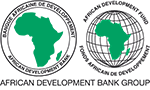 BANQUE AFRICAINE DE DEVELOPPEMENT
AFRICAN DEVELOPMENT BANK
AFRICAN DEVELOPMENT FUND
FONDS AFRICAIN DE DEVELOPPEMENT
AFRICAN DEVELOPMENT BANK GROUP